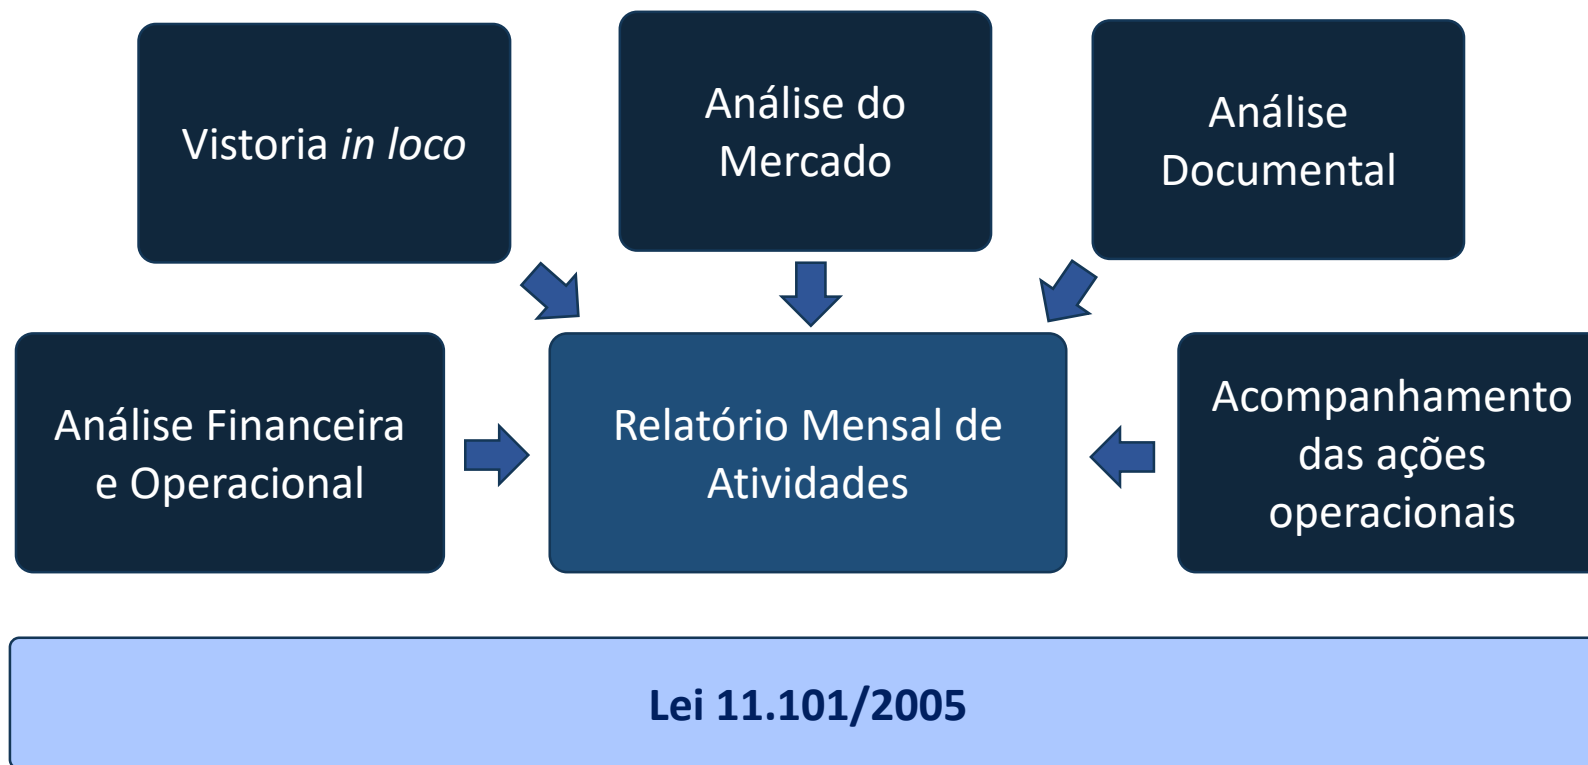 Vistoria in loco
Análise do
Mercado
Análise
Documental
Análise Financeira
e Operacional
Relatório Mensal de
Atividades
Acompanhamento
das ações
operacionais
Lei 11.101/2005